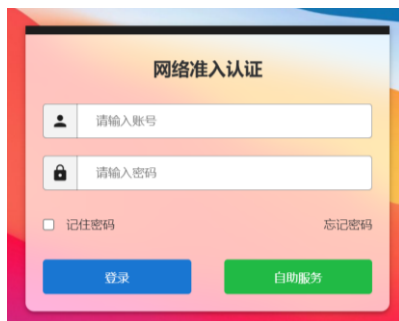 网络准入认证
请输入账号
请输入密码
记住密码 忘记密码
登录 自助服务